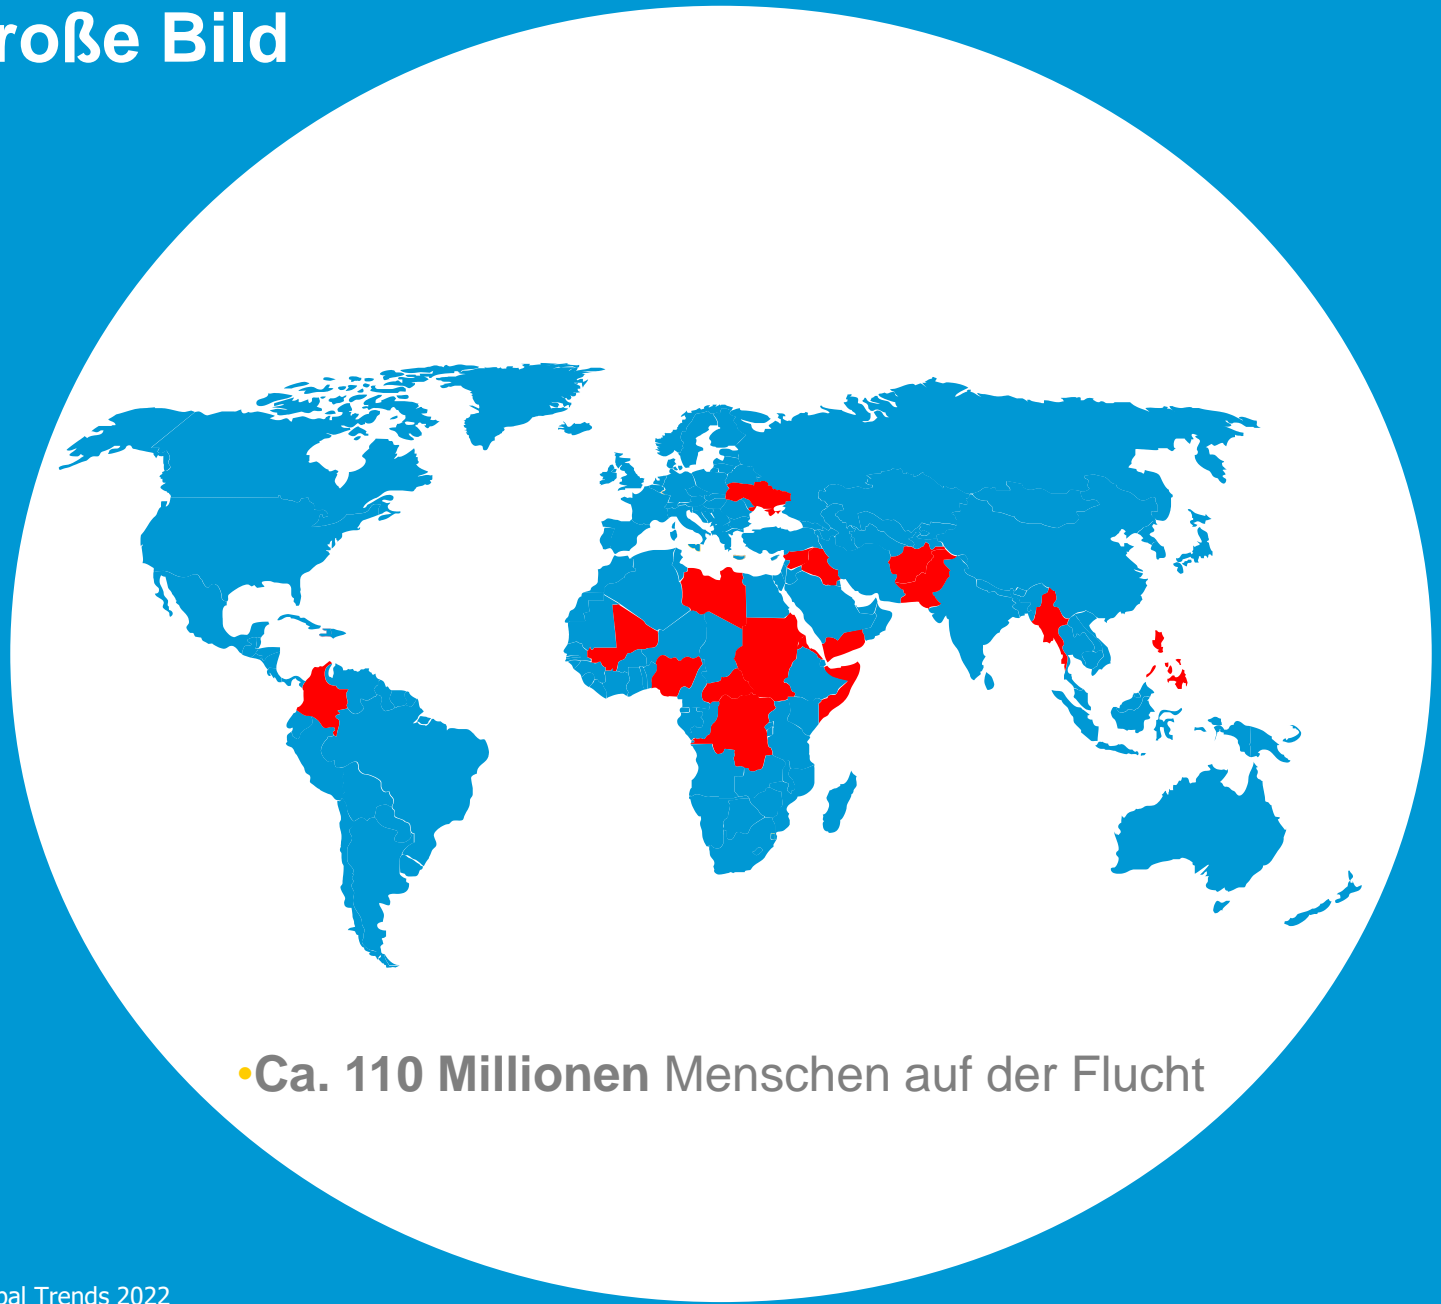 roße Bild
•Ca. 110 Millionen Menschen auf der Flucht
bal Trends 2022